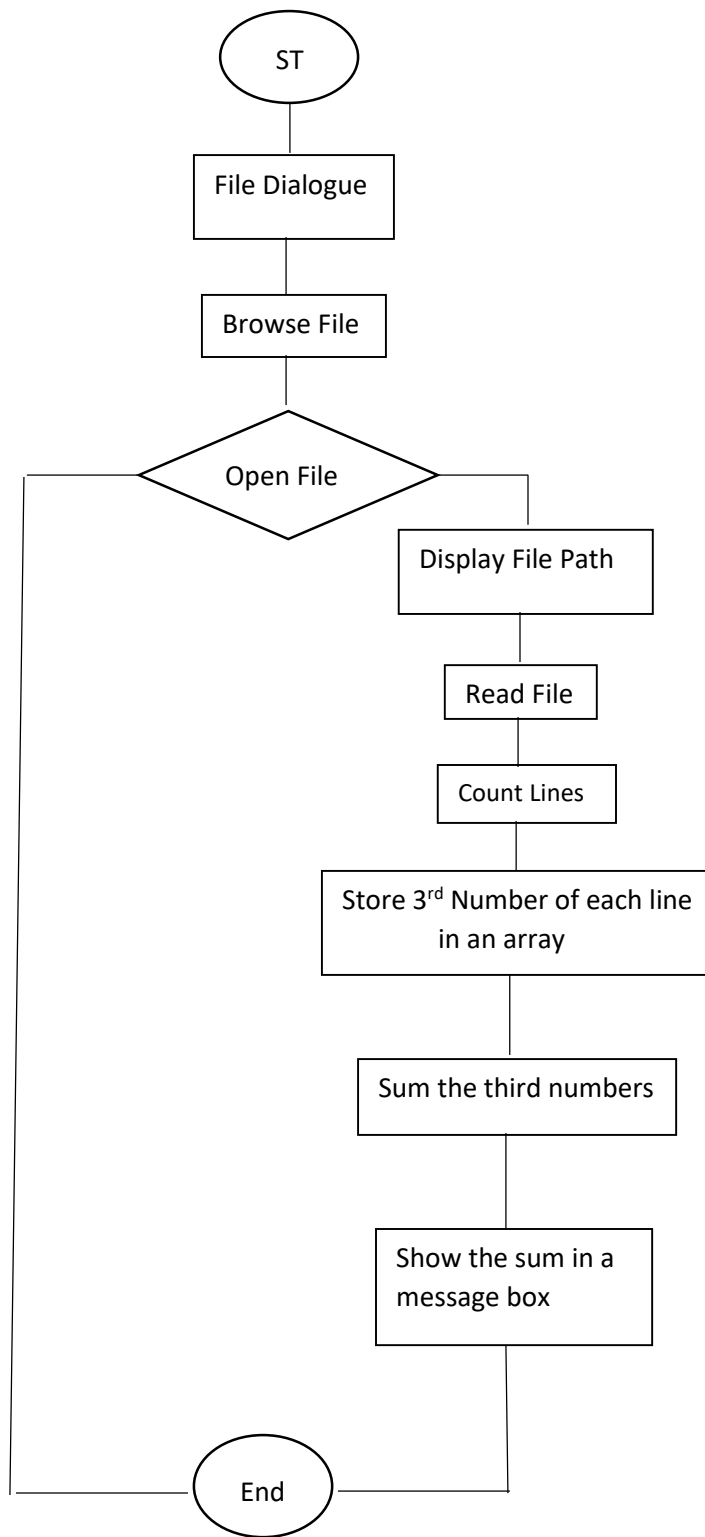 ST
File Dialogue
Browse File
Open File
Display File Path
Read File
Count Lines
Store 3rd Number of each line
in an array
Sum the third numbers
Show the sum in a
message box
End